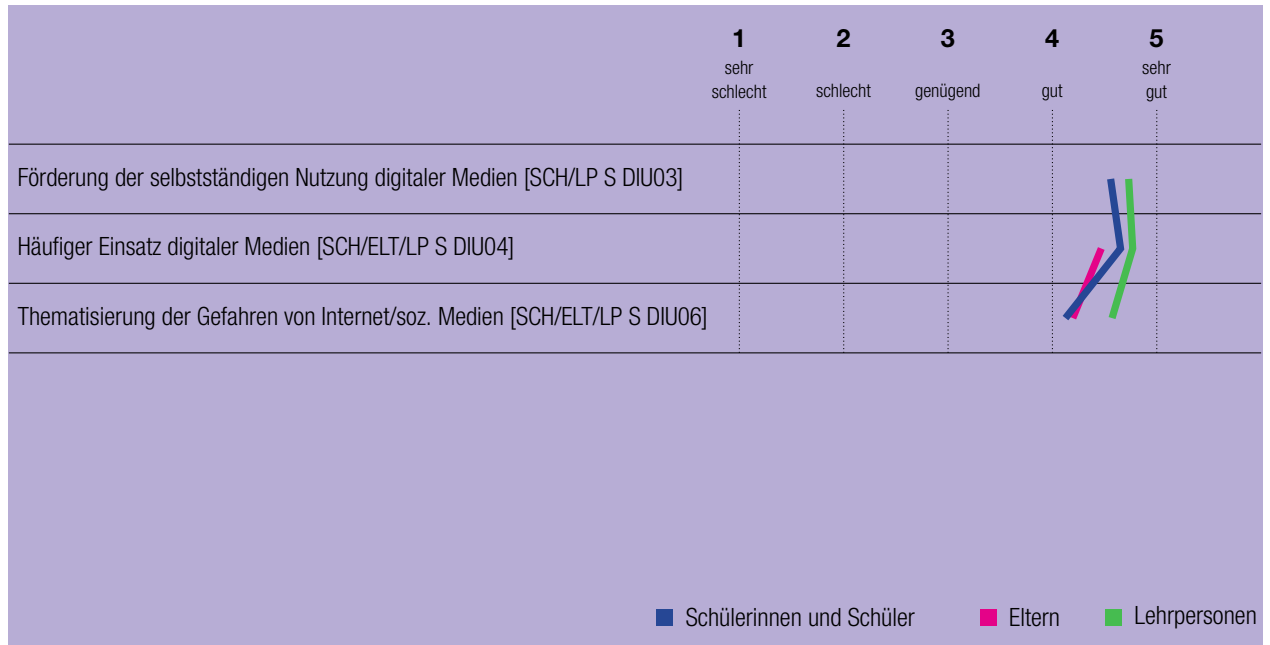 1 2 3 4 5
sehr sehr
schlecht schlecht genügend gut gut
Förderung der selbstständigen Nutzung digitaler Medien [SCH/LP S DIU03]
Häufiger Einsatz digitaler Medien [SCH/ELT/LP S DIU04]
Thematisierung der Gefahren von Internet/soz. Medien [SCH/ELT/LP S DIU06]
Schülerinnen und Schüler Eltern Lehrpersonen